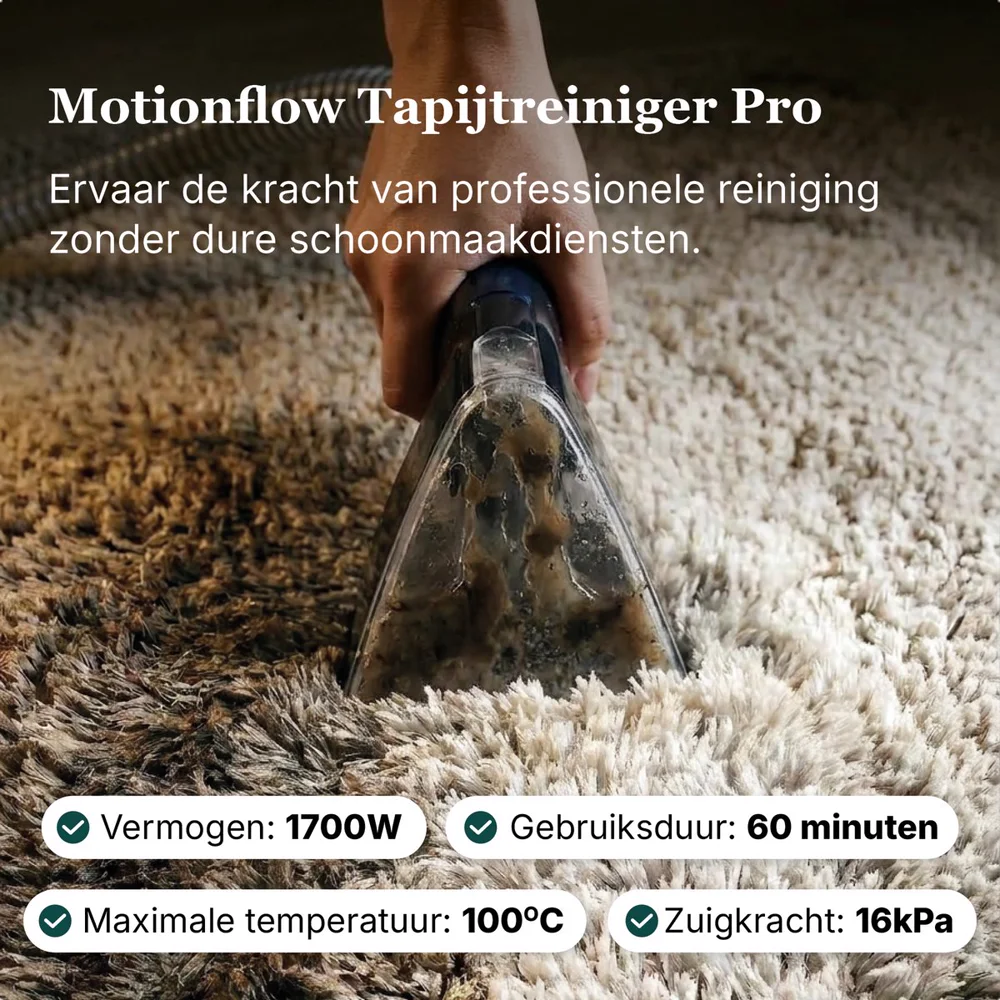 Motionflow Tapijtreiniger Pro
Ervaar de kracht van professionele reiniging
zonder dure schoonmaakdiensten.
Vermogen: 1700W
Gebruiksduur: 60 minuten
Maximale temperatuur: 100ºC
Zuigkracht: 16kPa